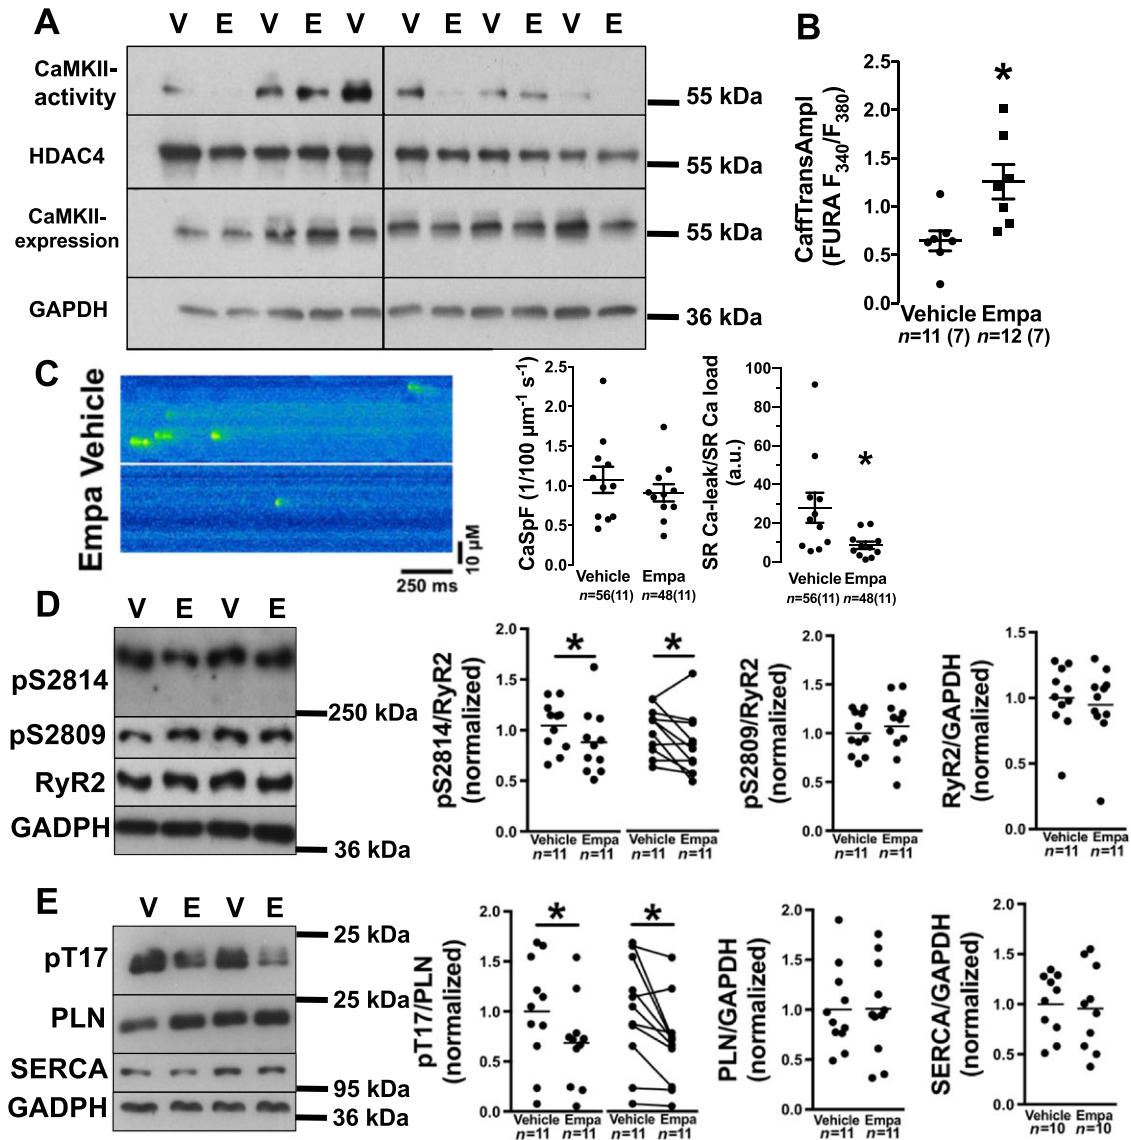 A
V E V E V V E V E V E
CaMKII-
activity
55 kDa
HDAC4
55 kDa
CaMKII-
expression
55 kDa
GAPDH
36 kDa
B
CaffTransAmpl
(FURA F340/F380)
2.5
2.0
1.5
1.0
0.5
0.0
*
Vehicle Empa
n=11 (7) n=12 (7)
C
Empa Vehicle
10 µM
250 ms
CaSpF (1/100 µm-1 s-1)
2.5
2.0
1.5
1.0
0.5
0.0
Vehicle Empa
n=56(11) n=48(11)
SR Ca-leak/SR Ca load
(a.u.)
100
80
60
40
20
0
*
Vehicle Empa
n=56(11) n=48(11)
D
V E V E
pS2814
250 kDa
pS2809
RyR2
GADPH
36 kDa
pS2814/RyR2
(normalized)
2.0
1.5
1.0
0.5
0.0
* *
Vehicle Empa Vehicle Empa
n=11 n=11 n=11 n=11
pS2809/RyR2
(normalized)
2.0
1.5
1.0
0.5
0.0
Vehicle Empa
n=11 n=11
RyR2/GAPDH
(normalized)
1.5
1.0
0.5
0.0
Vehicle Empa
n=11 n=11
E
V E V E
25 kDa
pT17
25 kDa
PLN
SERCA
95 kDa
GADPH
36 kDa
pT17/PLN
(normalized)
2.0
1.5
1.0
0.5
0.0
* *
Vehicle Empa Vehicle Empa
n=11 n=11 n=11 n=11
PLN/GAPDH
(normalized)
2.0
1.5
1.0
0.5
0.0
Vehicle Empa
n=11 n=11
SERCA/GAPDH
(normalized)
2.0
1.5
1.0
0.5
0.0
Vehicle Empa
n=10 n=10